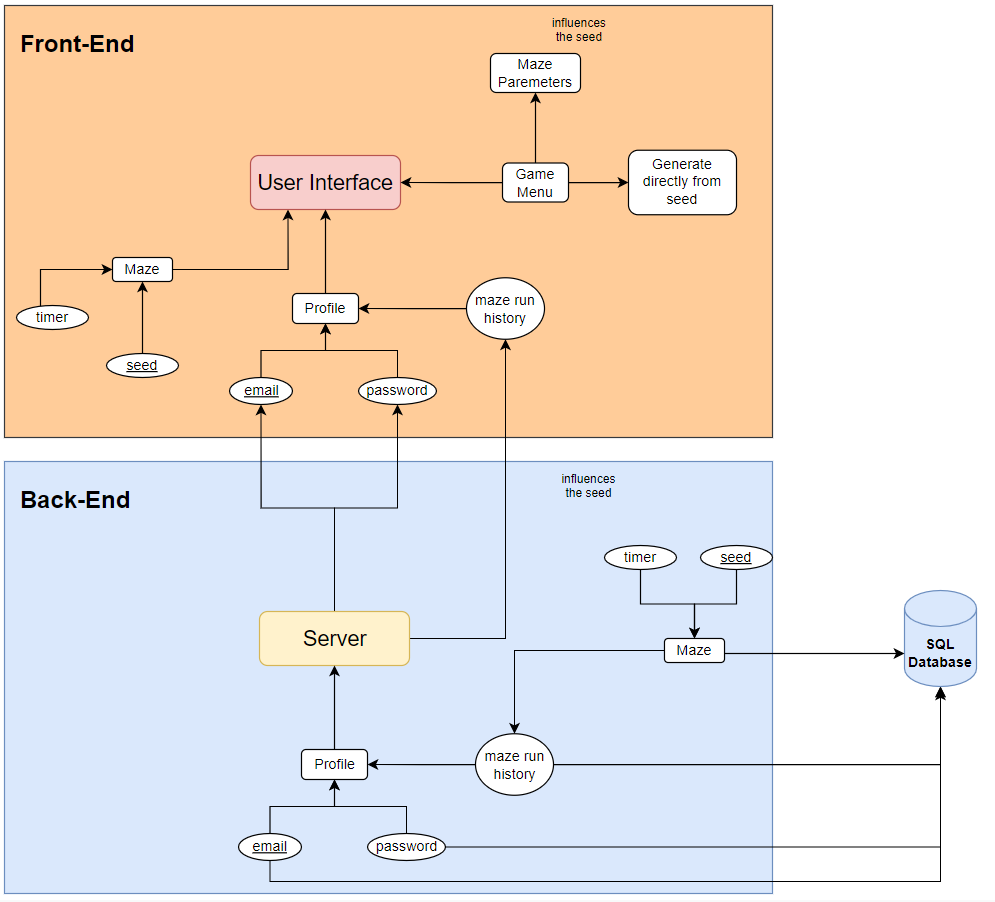 Front-End
influences
the seed
Maze
Paremeters
User Interface
Game
Menu
Generate
directly from
seed
Maze
timer
Profile
maze run
history
seed
email
password
Back-End
influences
the seed
timer
seed
Server
Maze
SQL
Database
Profile
maze run
history
email
password